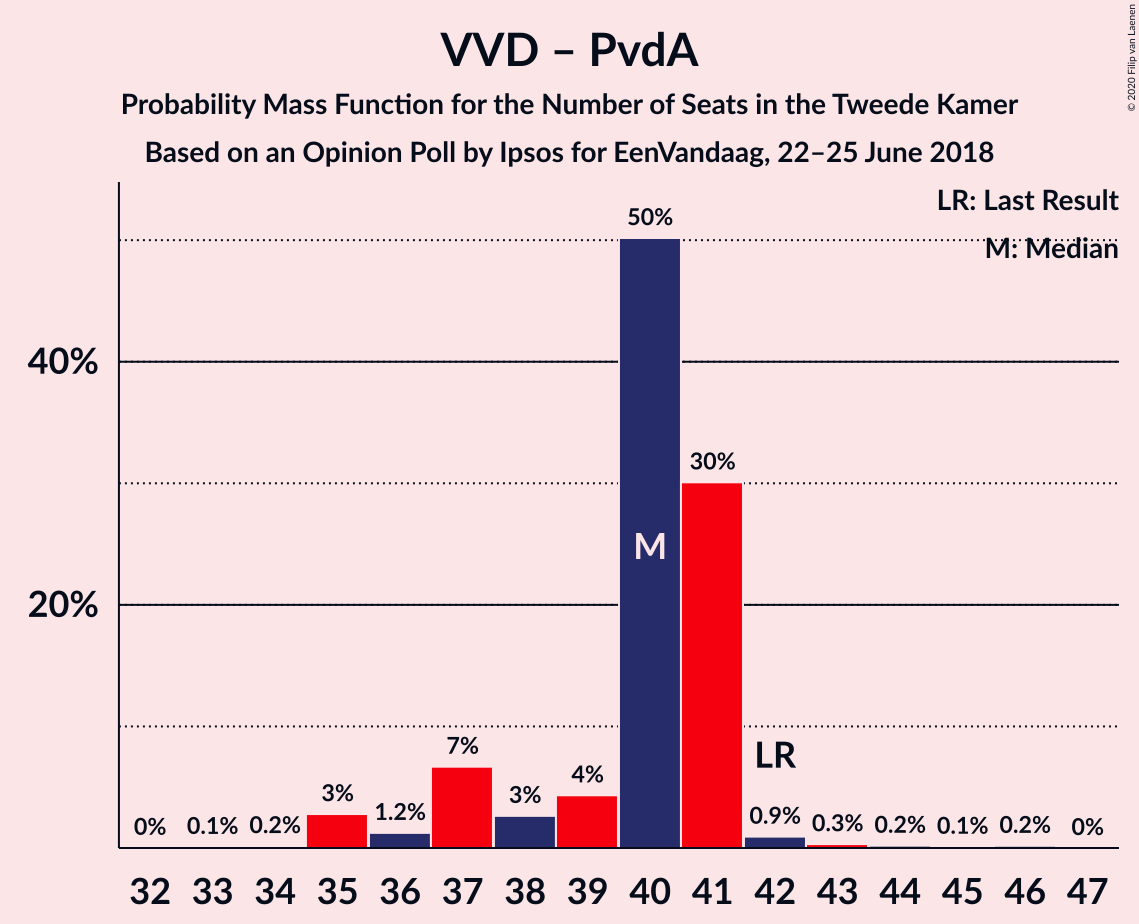 VVD – PvdA
Probability Mass Function for the Number of Seats in the Tweede Kamer
Based on an Opinion Poll by Ipsos for EenVandaag, 22–25 June 2018
© 2020 Filip van Laenen
LR: Last Result
M: Median
50%
40%
30%
M
20%
LR
7%
4%
3%
3%
1.2%
0.9%
0% 0.1% 0.2% 0.3% 0.2% 0.1% 0.2% 0%
32 33 34 35 36 37 38 39 40 41 42 43 44 45 46 47